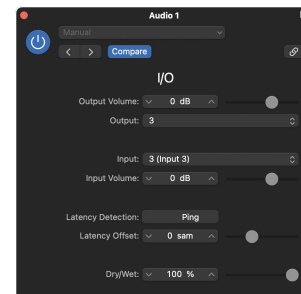 Audio 1
Manual
Compare
I/O
Output Volume: 0 dB
Output: 3
Input: 3 (Input 3)
Input Volume: 0 dB
Latency Detection: Ping
Latency Offset: 0 sam
Dry/Wet: 100 %